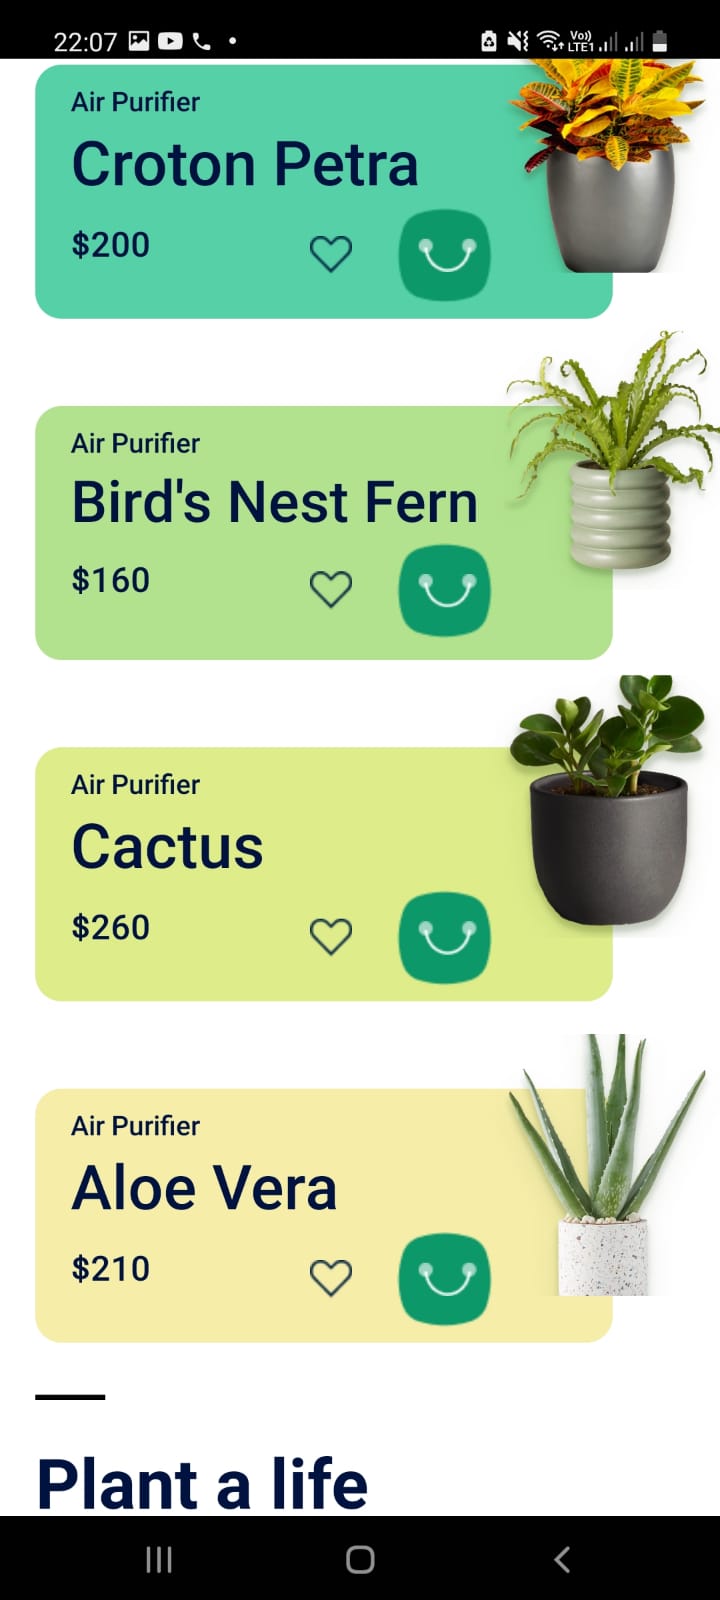 22:07
Vo))
LTE1
Air Purifier
Croton Petra
$200
Air Purifier
Bird's Nest Fern
$160
Air Purifier
Cactus
$260
Air Purifier
Aloe Vera
$210
Plant a life